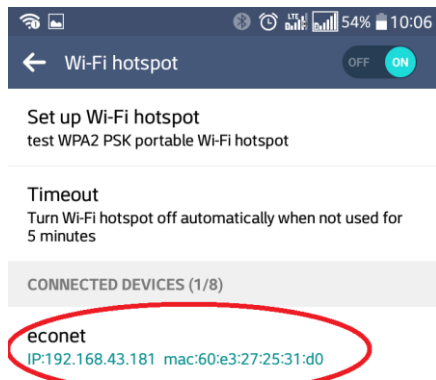 LTE 54% 10:06
Wi-Fi hotspot OFF ON
Set up Wi-Fi hotspot
test WPA2 PSK portable Wi-Fi hotspot
Timeout
Turn Wi-Fi hotspot off automatically when not used for
5 minutes
CONNECTED DEVICES (1/8)
econet
IP:192.168.43.181 mac:60:e3:27:25:31:d0